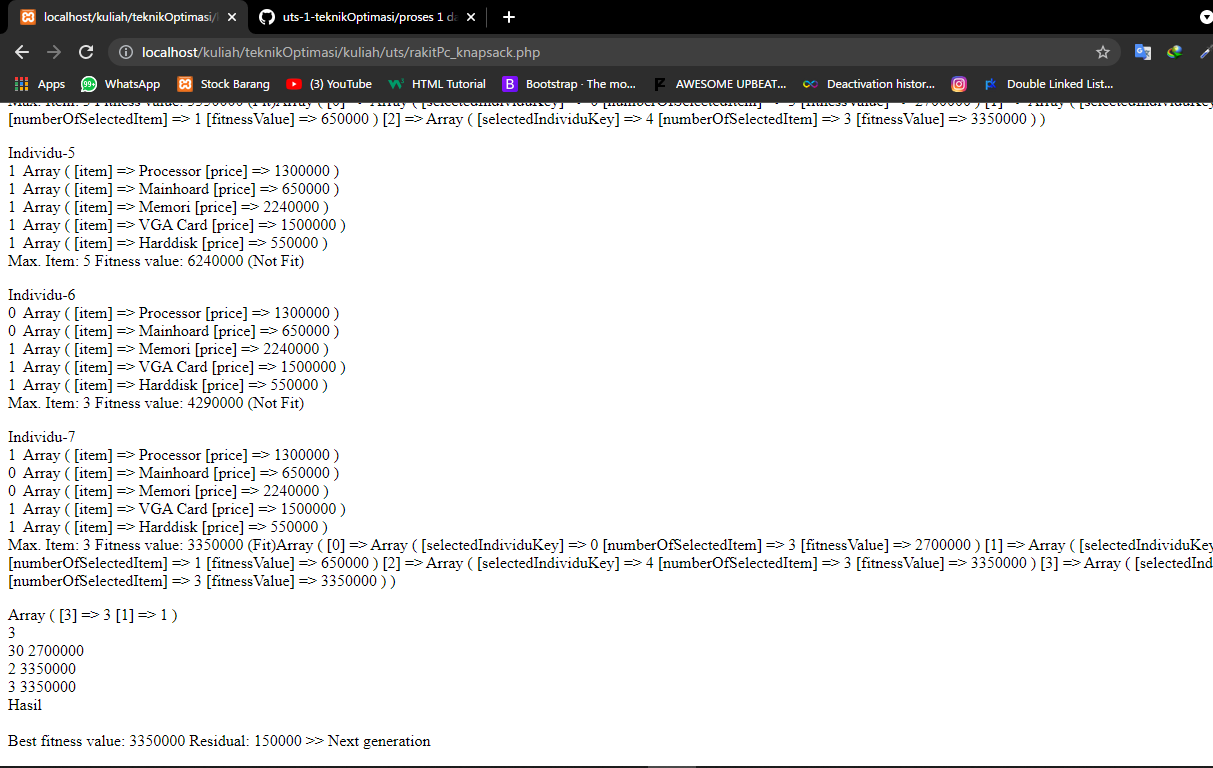 localhost/kuliah/teknikOptimasi/
uts-1-teknikOptimasi/proses 1 da
localhost/kuliah/teknikOptimasi/kuliah/uts/rakitPc_knapsack.php
Apps 99+ WhatsApp Stock Barang (3) YouTube HTML Tutorial B Bootstrap · The mo... AWESOME UPBEAT... Deactivation histor... Double Linked List...
[numberOfSelectedItem] => 1 [fitnessValue] => 650000 ) [2] => Array ( [selectedIndividuKey] => 4 [numberOfSelectedItem] => 3 [fitnessValue] => 3350000 ) )
Individu-5
1 Array ( [item] => Processor [price] => 1300000 )
1 Array ( [item] => Mainhoard [price] => 650000 )
1 Array ( [item] => Memori [price] => 2240000 )
1 Array ( [item] => VGA Card [price] => 1500000 )
1 Array ( [item] => Harddisk [price] => 550000 )
Max. Item: 5 Fitness value: 6240000 (Not Fit)
Individu-6
0 Array ( [item] => Processor [price] => 1300000 )
0 Array ( [item] => Mainhoard [price] => 650000 )
1 Array ( [item] => Memori [price] => 2240000 )
1 Array ( [item] => VGA Card [price] => 1500000 )
1 Array ( [item] => Harddisk [price] => 550000 )
Max. Item: 3 Fitness value: 4290000 (Not Fit)
Individu-7
1 Array ( [item] => Processor [price] => 1300000 )
0 Array ( [item] => Mainhoard [price] => 650000 )
0 Array ( [item] => Memori [price] => 2240000 )
1 Array ( [item] => VGA Card [price] => 1500000 )
1 Array ( [item] => Harddisk [price] => 550000 )
Max. Item: 3 Fitness value: 3350000 (Fit)Array ( [0] => Array ( [selectedIndividuKey] => 0 [numberOfSelectedItem] => 3 [fitnessValue] => 2700000 ) [1] => Array ( [selectedIndividuKey
[numberOfSelectedItem] => 1 [fitnessValue] => 650000 ) [2] => Array ( [selectedIndividuKey] => 4 [numberOfSelectedItem] => 3 [fitnessValue] => 3350000 ) [3] => Array ( [selectedInd
[numberOfSelectedItem] => 3 [fitnessValue] => 3350000 ) )
Array ( [3] => 3 [1] => 1 )
3
30 2700000
2 3350000
3 3350000
Hasil
Best fitness value: 3350000 Residual: 150000 >> Next generation